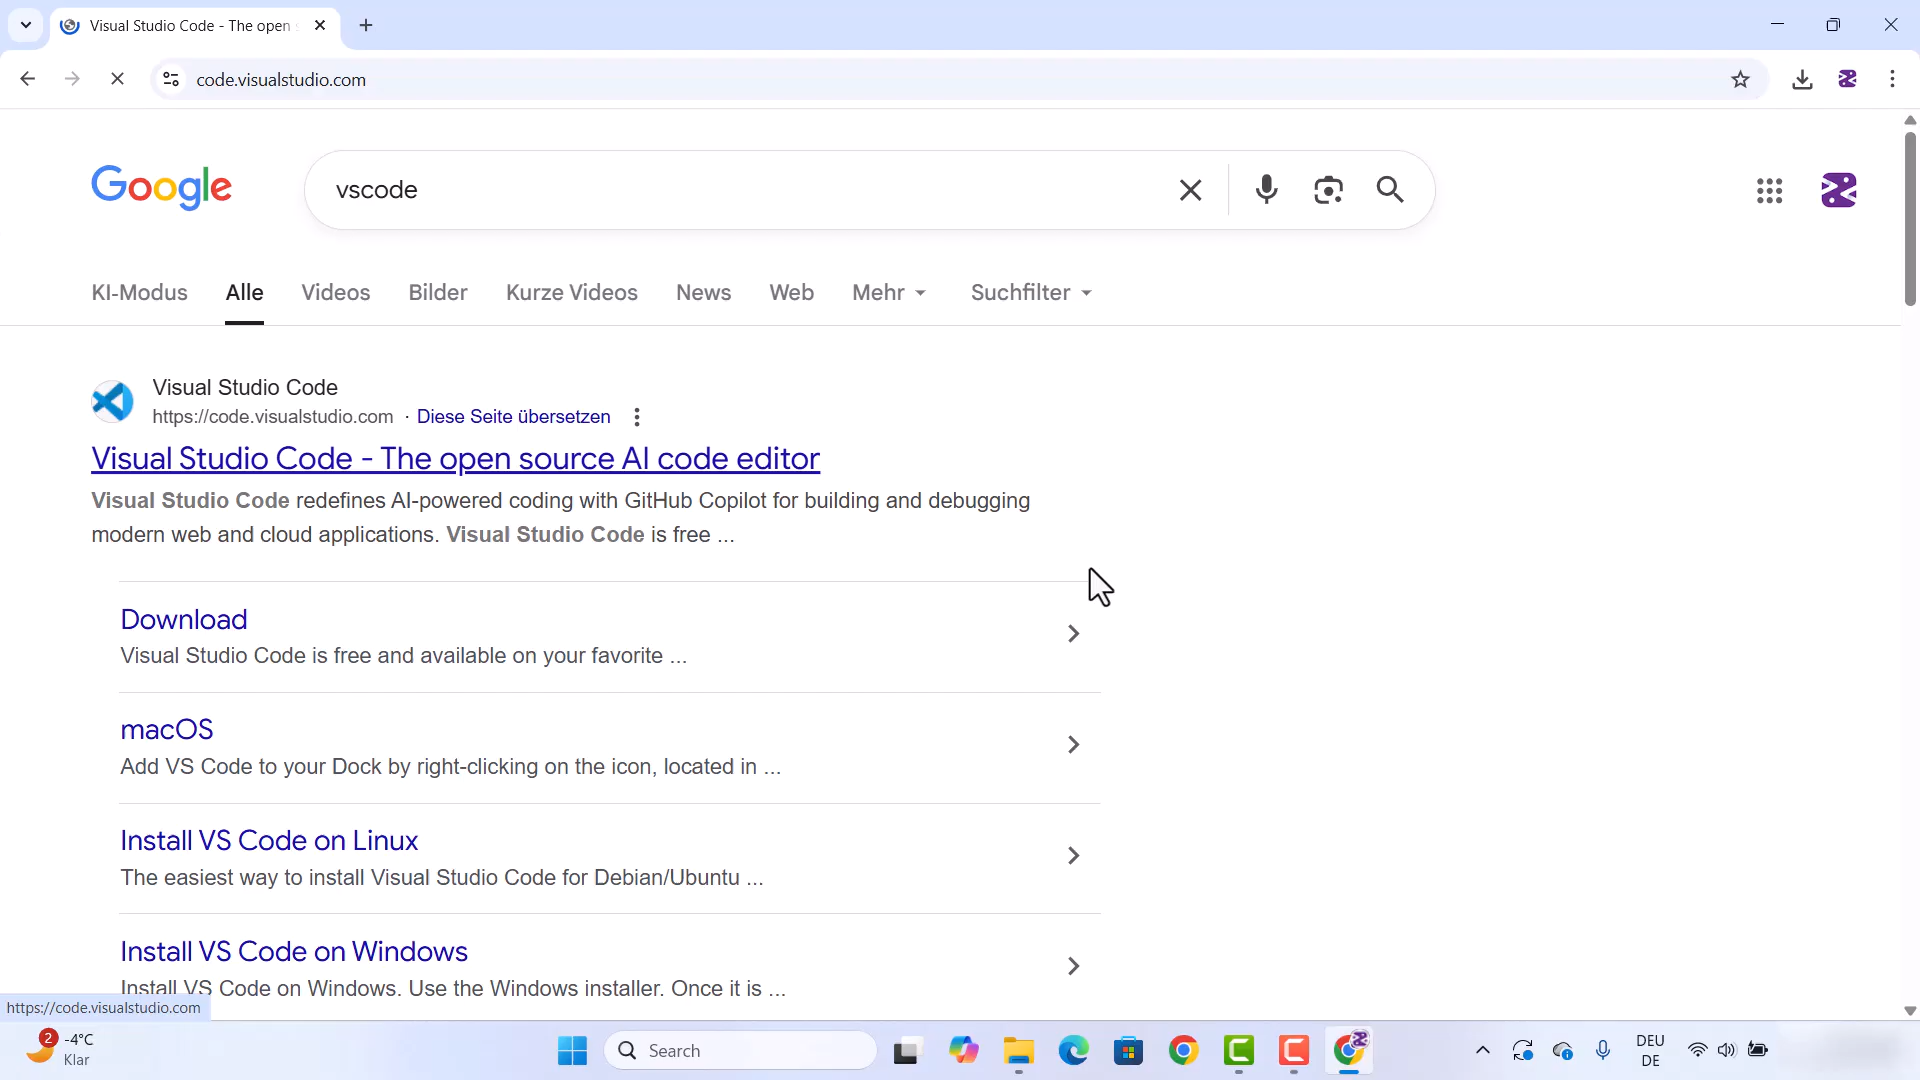 Visual Studio Code - The open
code.visualstudio.com
Google
vscode
KI-Modus
Alle
Videos
Bilder
Kurze Videos
News
Web
Mehr
Suchfilter
Visual Studio Code
https://code.visualstudio.com · Diese Seite übersetzen
Visual Studio Code - The open source AI code editor
Visual Studio Code redefines AI-powered coding with GitHub Copilot for building and debugging
modern web and cloud applications. Visual Studio Code is free ...
Download
Visual Studio Code is free and available on your favorite ...
macOS
Add VS Code to your Dock by right-clicking on the icon, located in ...
Install VS Code on Linux
The easiest way to install Visual Studio Code for Debian/Ubuntu ...
Install VS Code on Windows
Install VS Code on Windows. Use the Windows installer. Once it is ...
https://code.visualstudio.com
2
-4°C
Klar
Search
DEU
DE